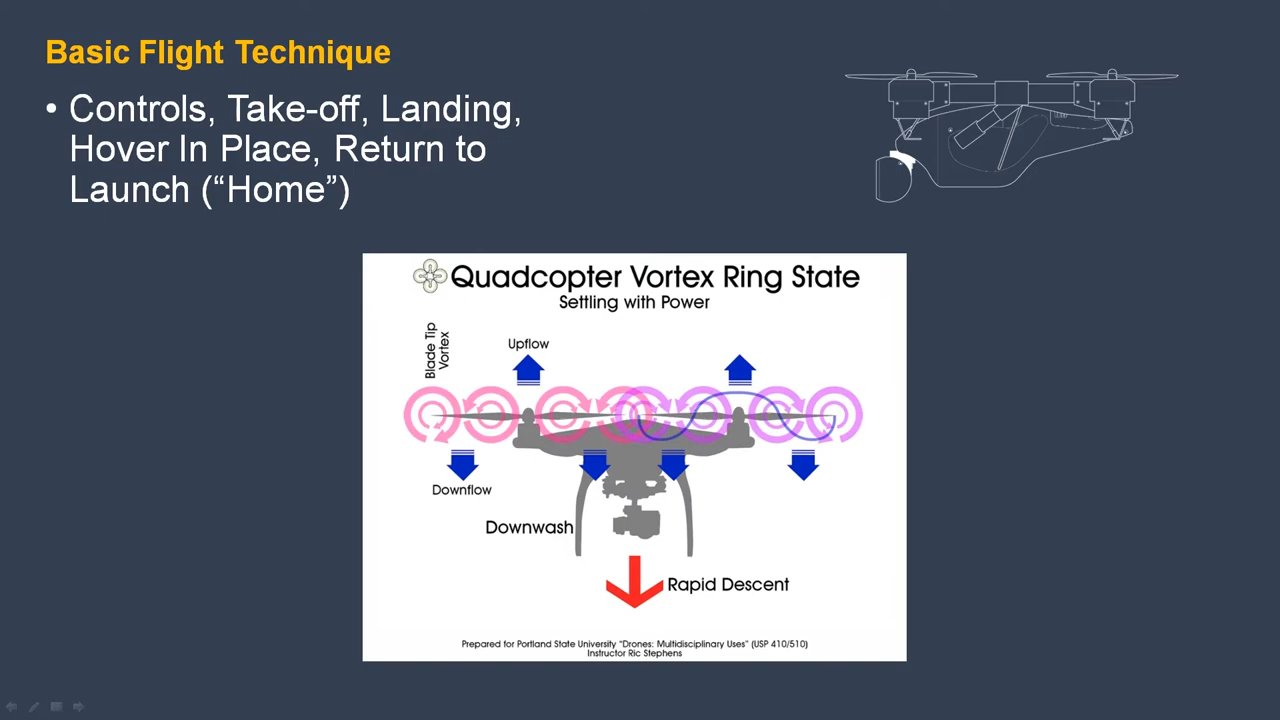 Basic Flight Technique
• Controls, Take-off, Landing,
Hover In Place, Return to
Launch (“Home”)
Quadcopter Vortex Ring State
Settling with Power
Blade Tip
Vortex
Upflow
Downflow
Downwash
Rapid Descent
Prepared for Portland State University “Drones: Multidisciplinary Uses” (USP 410/510)
Instructor Ric Stephens